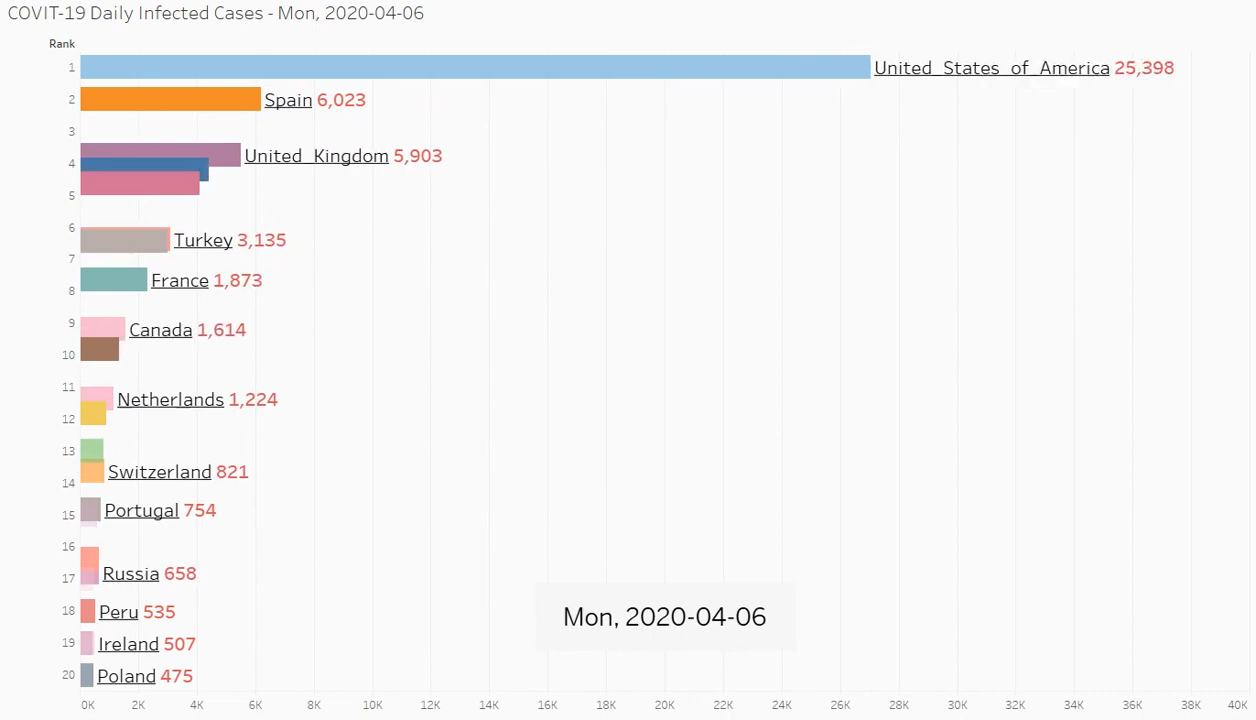 COVIT-19 Daily Infected Cases - Mon, 2020-04-06
Rank
1 United_States_of_America 25,398
2 Spain 6,023
3
United_Kingdom 5,903
4
5
6
Turkey 3,135
7
France 1,873
8
9
Canada 1,614
10
11
Netherlands 1,224
12
13
Switzerland 821
14
Portugal 754
15
16
Russia 658
17
18 Peru 535
Mon, 2020-04-06
19 Ireland 507
20 Poland 475
0K 2K 4K 6K 8K 10K 12K 14K 16K 18K 20K 22K 24K 26K 28K 30K 32K 34K 36K 38K 40K